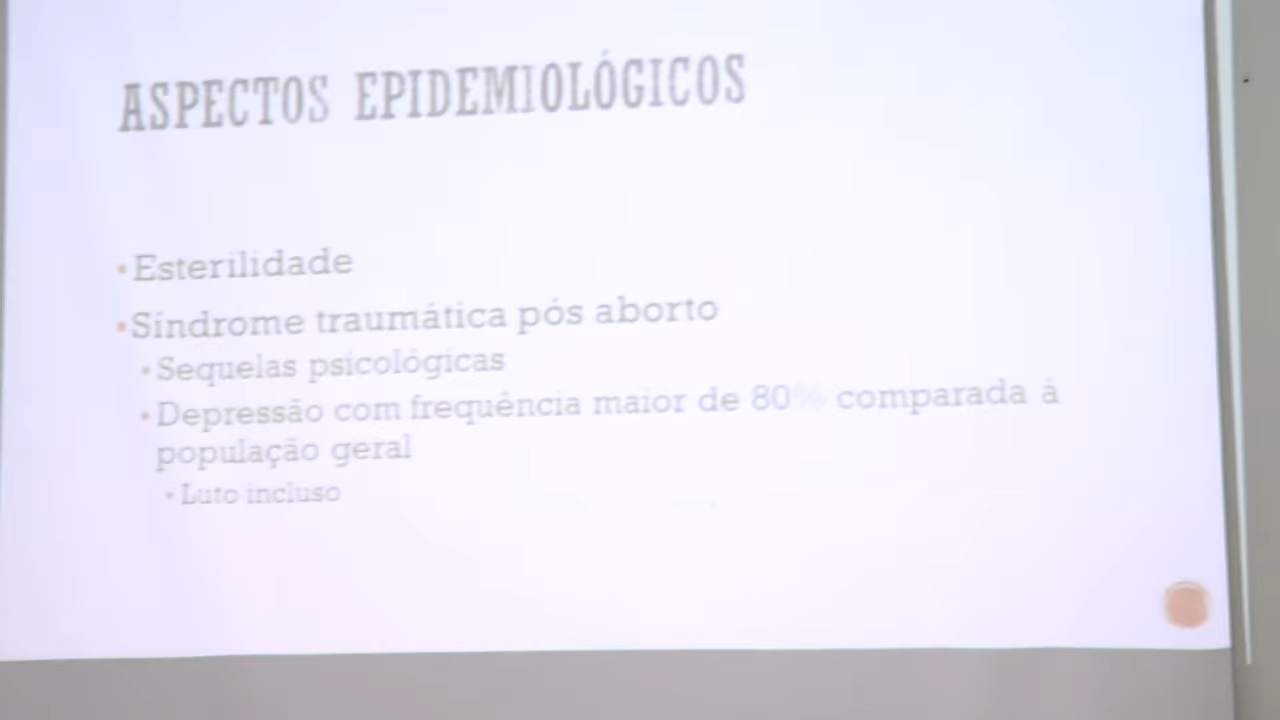 ASPECTOS EPIDEMIOLÓGICOS
•Esterilidade
•Síndrome traumática pós aborto
•Sequelas psicológicas
•Depressão com frequência maior de 80% comparada à
população geral
•Luto incluso